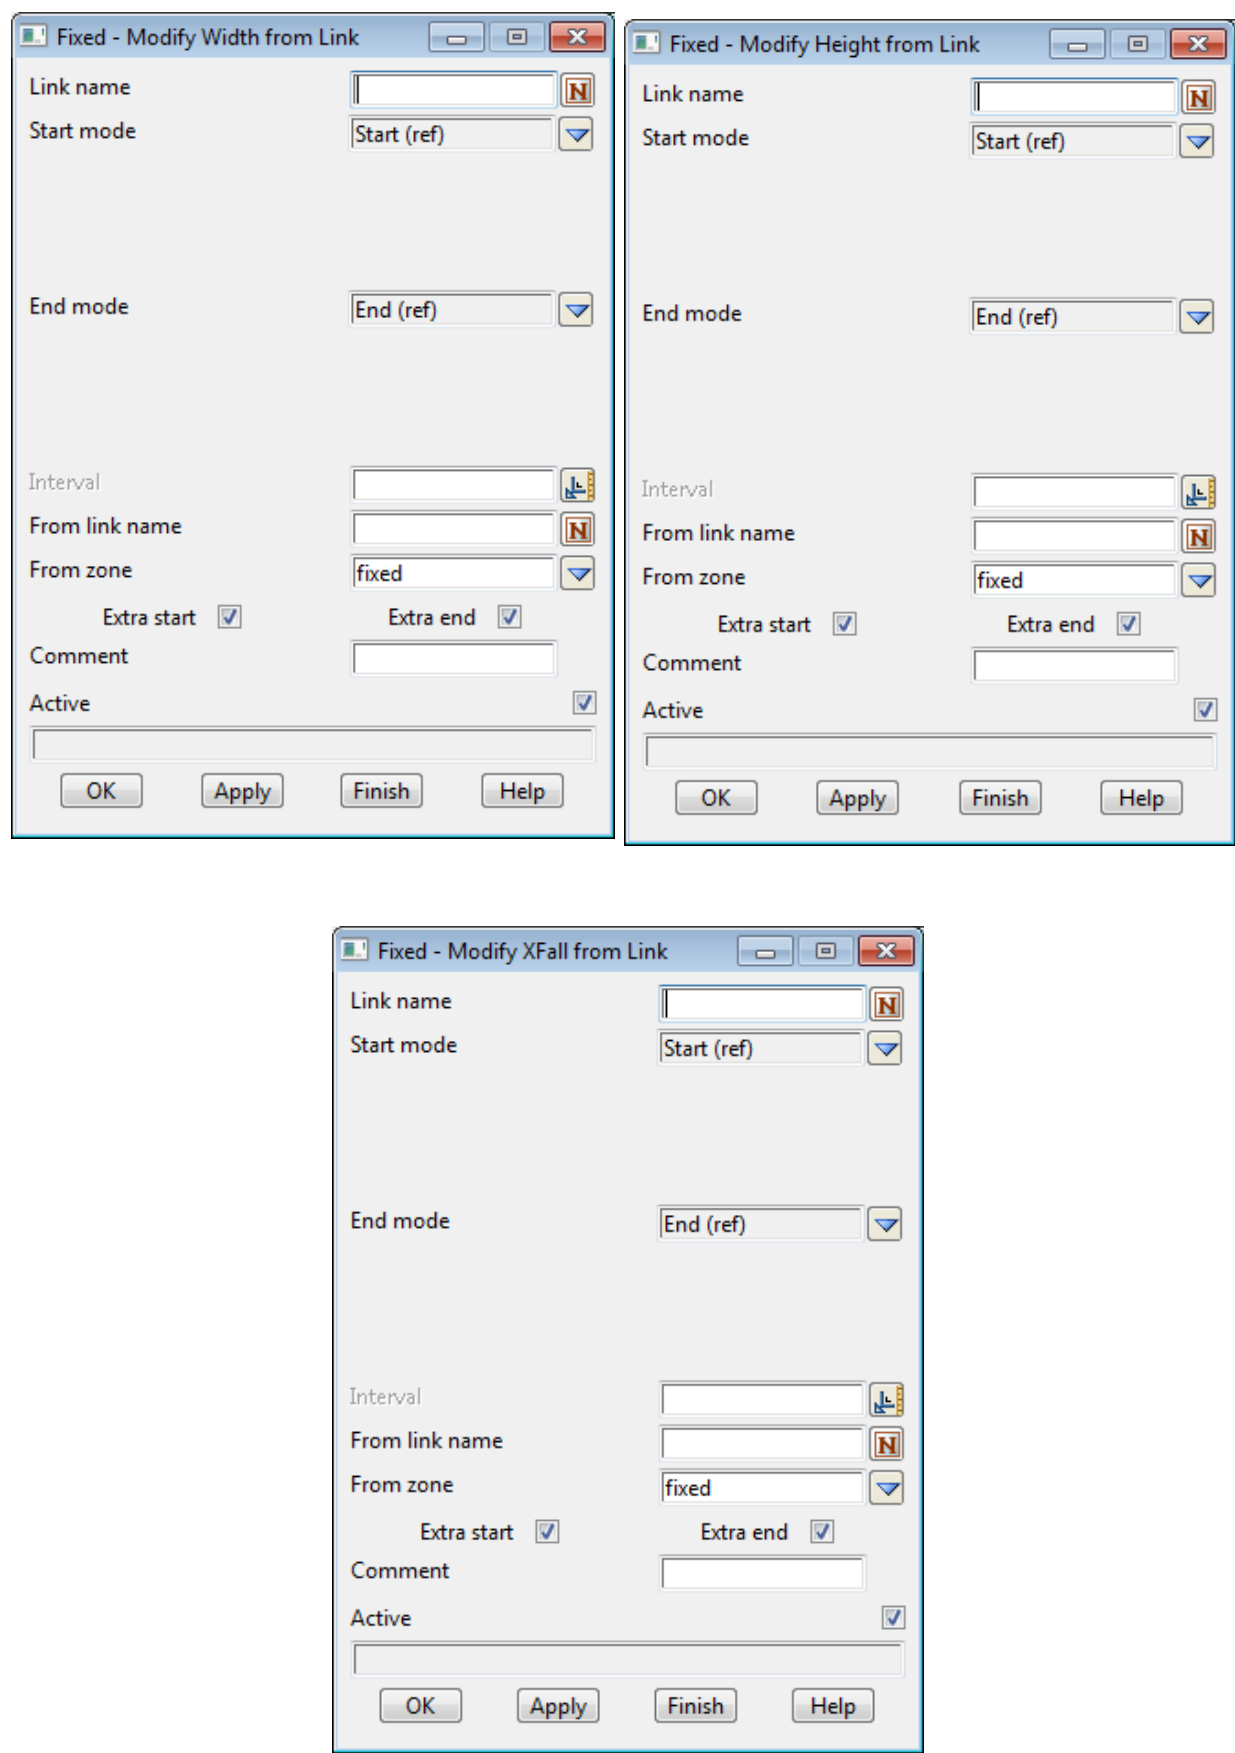 Fixed - Modify Width from Link
Link name
Start mode Start (ref)
End mode End (ref)
Interval
From link name
From zone fixed
Extra start Extra end
Comment
Active
OK Apply Finish Help
Fixed - Modify Height from Link
Link name
Start mode Start (ref)
End mode End (ref)
Interval
From link name
From zone fixed
Extra start Extra end
Comment
Active
OK Apply Finish Help
Fixed - Modify XFall from Link
Link name
Start mode Start (ref)
End mode End (ref)
Interval
From link name
From zone fixed
Extra start Extra end
Comment
Active
OK Apply Finish Help